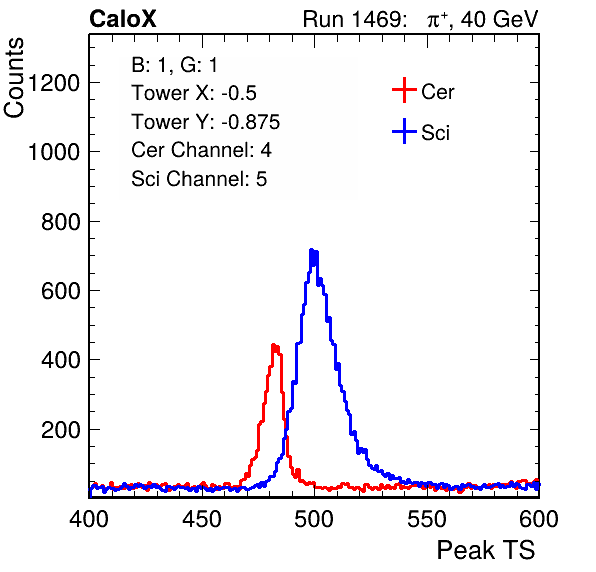 CaloX Run 1469: π⁺, 40 GeV
Counts
B: 1, G: 1
Tower X: -0.5
Tower Y: -0.875
Cer Channel: 4
Sci Channel: 5
Cer
Sci
1200
1000
800
600
400
200
400 450 500 550 600
Peak TS